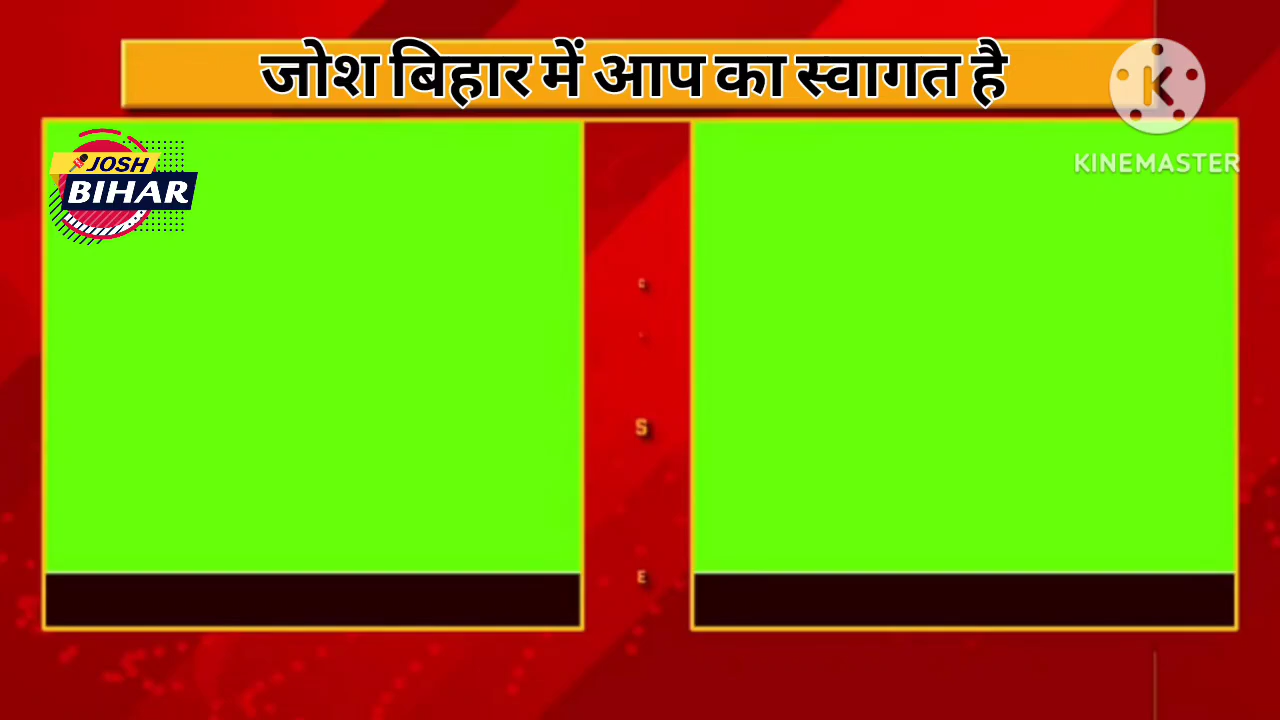 जोश बिहार में आप का स्वागत है
JOSH
BIHAR
KINEMASTER
S
E